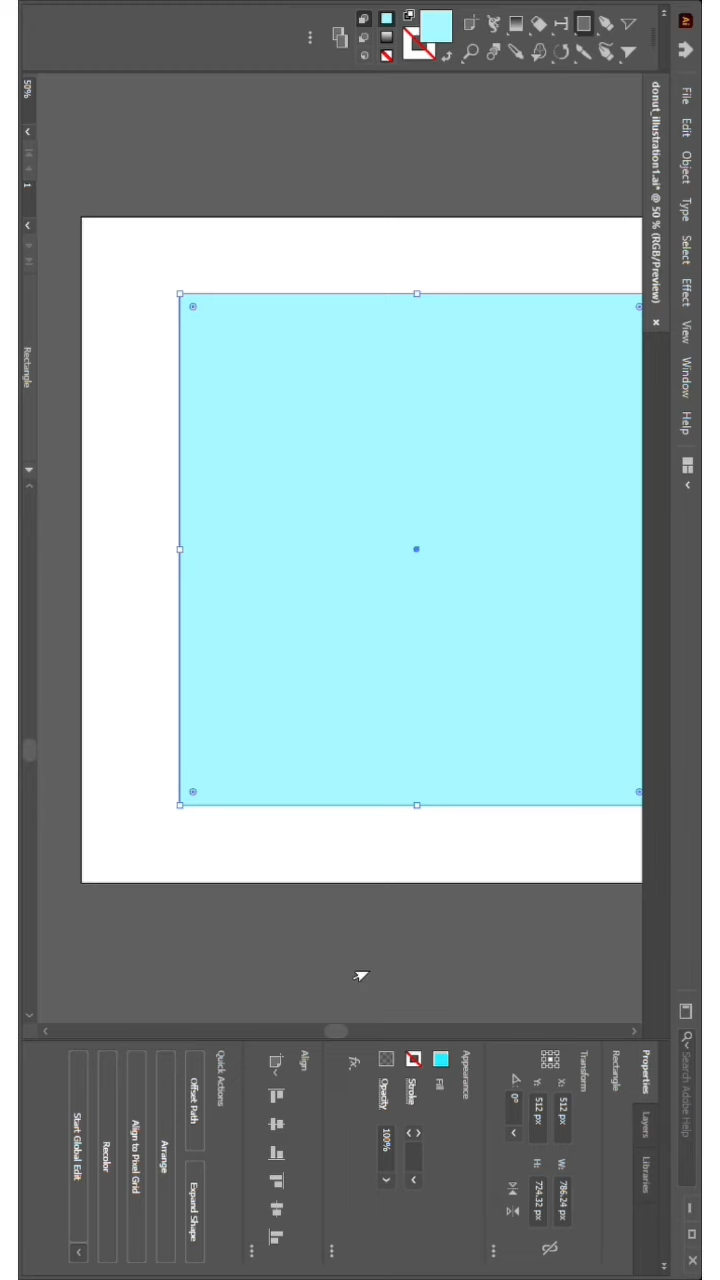 Ai
File Edit Object Type Select Effect View Window Help
Search Adobe Help
donut_illustration1.ai* @ 50 % (RGB/Preview) ×
Properties Layers Libraries
Rectangle
Transform
X: 512 px W: 786.24 px
Y: 512 px H: 724.32 px
0°
Appearance
Fill
Stroke
Opacity 100%
fx.
Align
Quick Actions
Offset Path Expand Shape
Arrange
Align to Pixel Grid
Recolor
Start Global Edit
50% 1 Rectangle